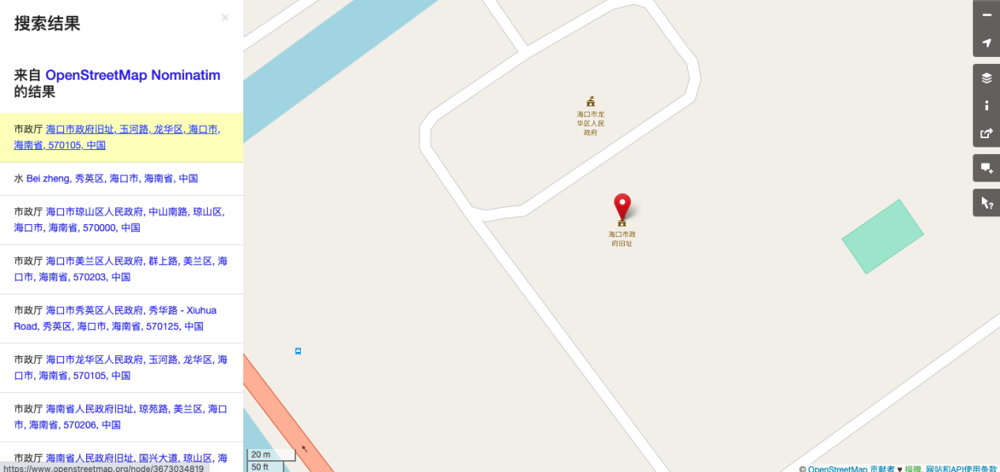 搜索结果
×
来自 OpenStreetMap Nominatim
的结果
市政厅 海口市政府旧址, 玉河路, 龙华区, 海口市,
海南省, 570105, 中国
水 Bei zheng, 秀英区, 海口市, 海南省, 中国
市政厅 海口市琼山区人民政府, 中山南路, 琼山区,
海口市, 海南省, 570000, 中国
市政厅 海口市美兰区人民政府, 群上路, 美兰区, 海
口市, 海南省, 570203, 中国
市政厅 海口市秀英区人民政府, 秀华路 - Xiuhua
Road, 秀英区, 海口市, 海南省, 570125, 中国
市政厅 海口市龙华区人民政府, 玉河路, 龙华区, 海
口市, 海南省, 570105, 中国
市政厅 海南省人民政府旧址, 琼苑路, 美兰区, 海口
市, 海南省, 570206, 中国
市政厅 海南省人民政府旧址, 国兴大道, 琼山区, 海
https://www.openstreetmap.org/node/3673034819
海口市龙
华区人民
政府
海口市政
府旧址
20 m
50 ft
© OpenStreetMap 贡献者 ♥ 捐赠. 网站和API使用条款